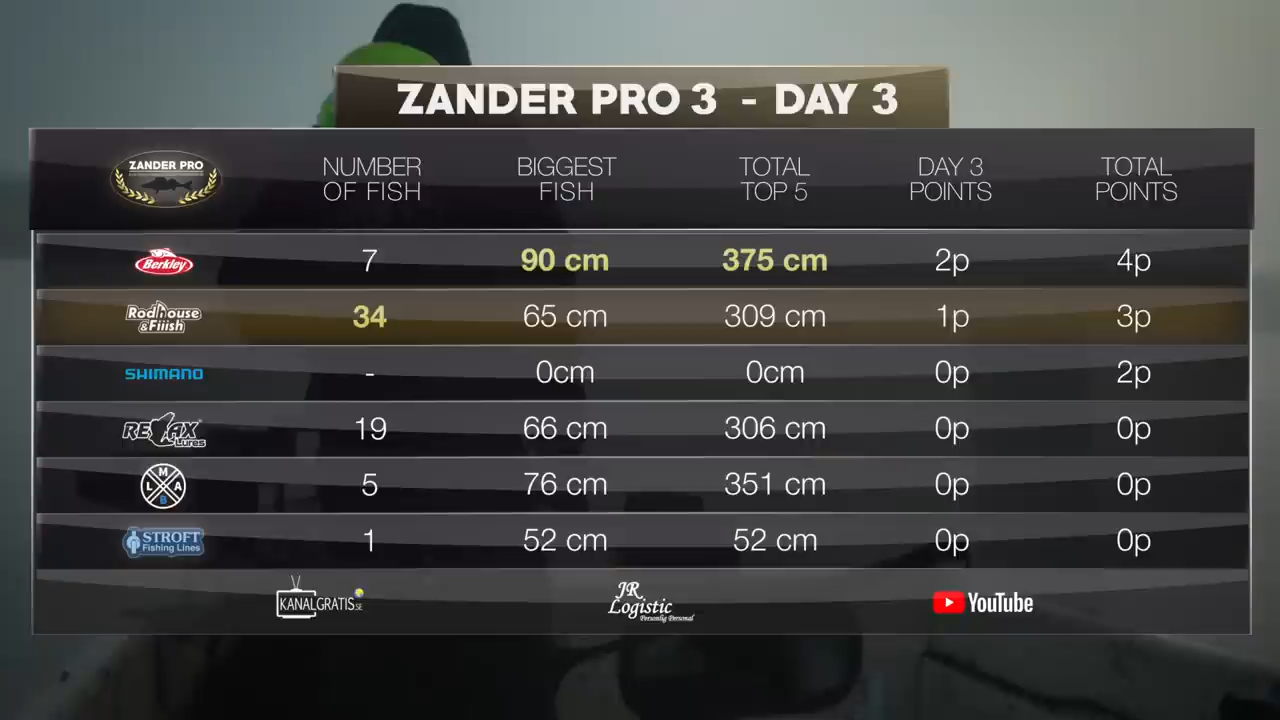 ZANDER PRO 3 - DAY 3
ZANDER PRO
NUMBER OF FISH
BIGGEST FISH
TOTAL TOP 5
DAY 3 POINTS
TOTAL POINTS
Berkley 7 90 cm 375 cm 2p 4p
Rodhouse &Fiiish 34 65 cm 309 cm 1p 3p
SHIMANO - 0cm 0cm 0p 2p
RELAX Lures 19 66 cm 306 cm 0p 0p
LMAB 5 76 cm 351 cm 0p 0p
STROFT Fishing Lines 1 52 cm 52 cm 0p 0p
KANALGRATIS.SE
JR Logistic Personlig Personal
YouTube